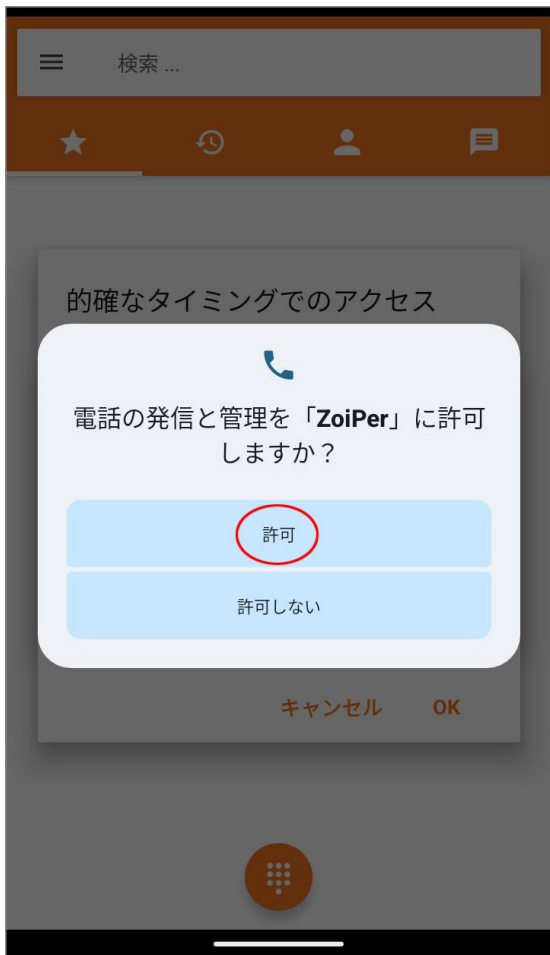 検索 ...
的確なタイミングでのアクセス
電話の発信と管理を「ZoiPer」に許可
しますか？
許可
許可しない
キャンセル OK